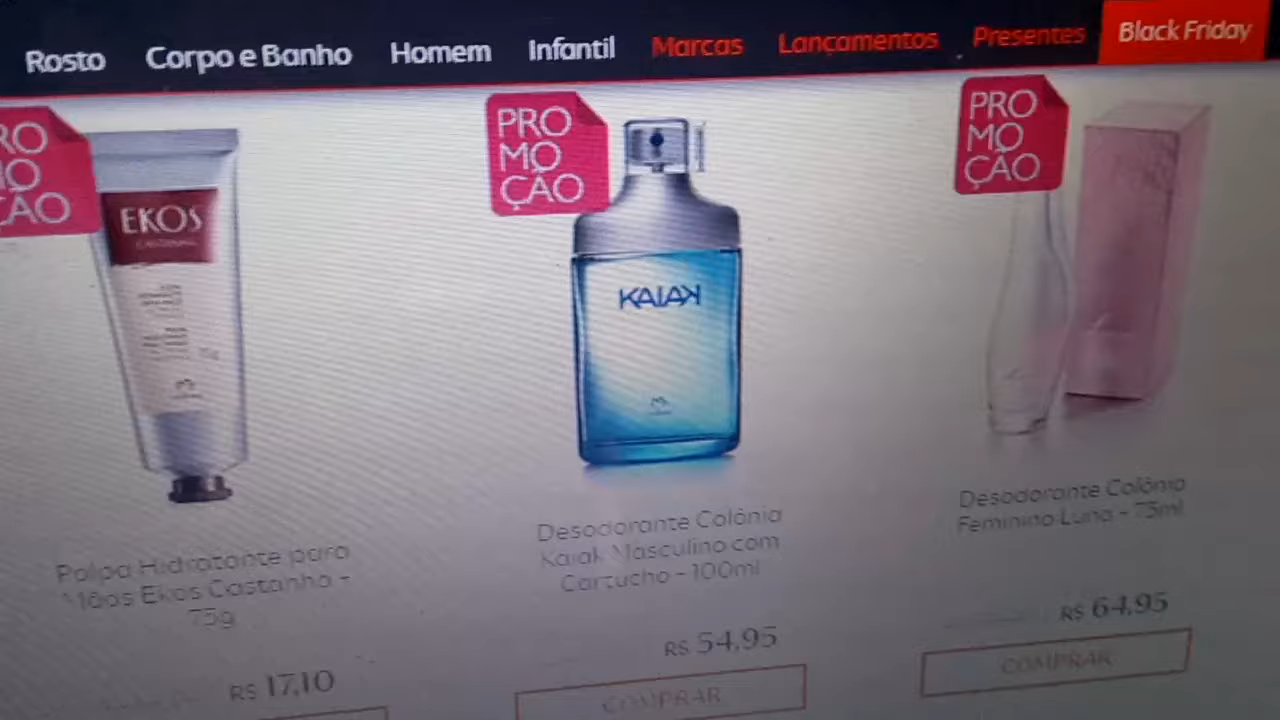 Rosto Corpo e Banho Homem Infantil Marcas Lançamentos Presentes Black Friday
RO
MO
ÇÃO
EKOS
CASTANHA
Polpa Hidratante para
Mãos Ekos Castanha -
75g
R$ 17,10
PRO
MO
ÇÃO
KAIAK
Desodorante Colônia
Kaiak Masculino com
Cartucho - 100ml
R$ 54,95
COMPRAR
PRO
MO
ÇÃO
Desodorante Colônia
Feminino Luna - 75ml
R$ 64,95
COMPRAR